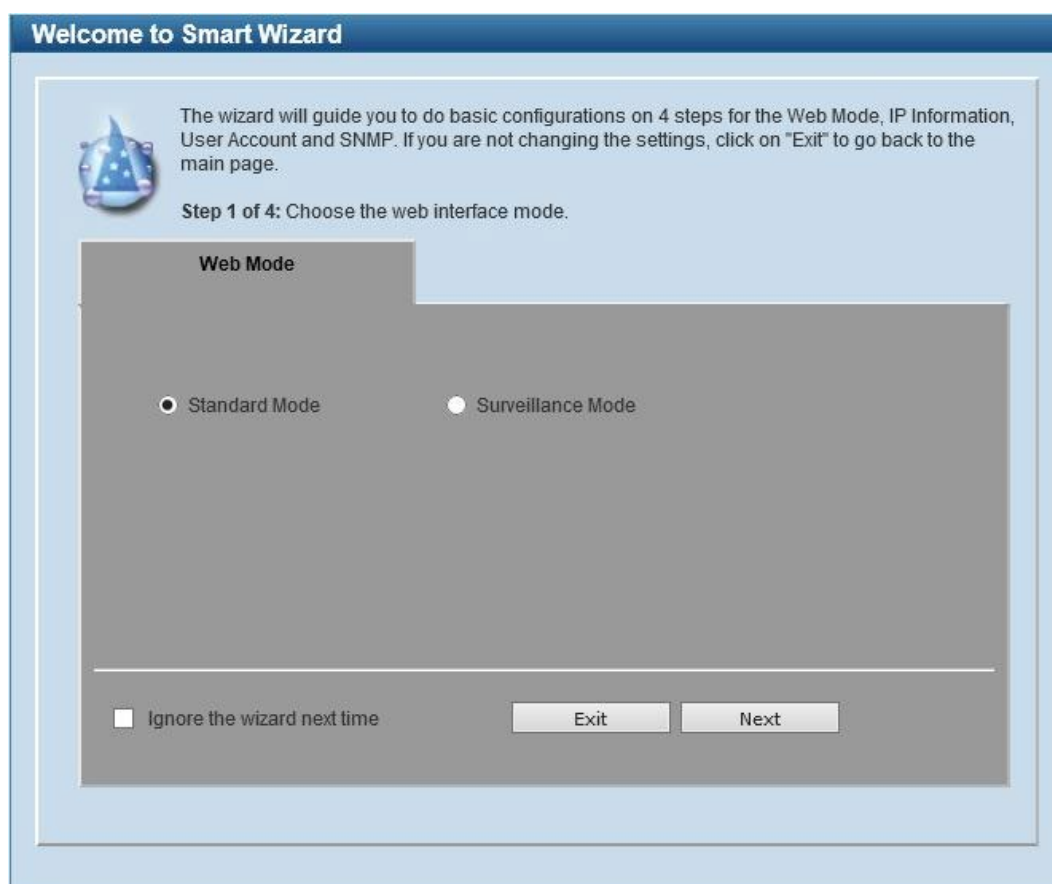 Welcome to Smart Wizard
The wizard will guide you to do basic configurations on 4 steps for the Web Mode, IP Information,
User Account and SNMP. If you are not changing the settings, click on "Exit" to go back to the
main page.
Step 1 of 4: Choose the web interface mode.
Web Mode
Standard Mode
Surveillance Mode
Ignore the wizard next time
Exit
Next